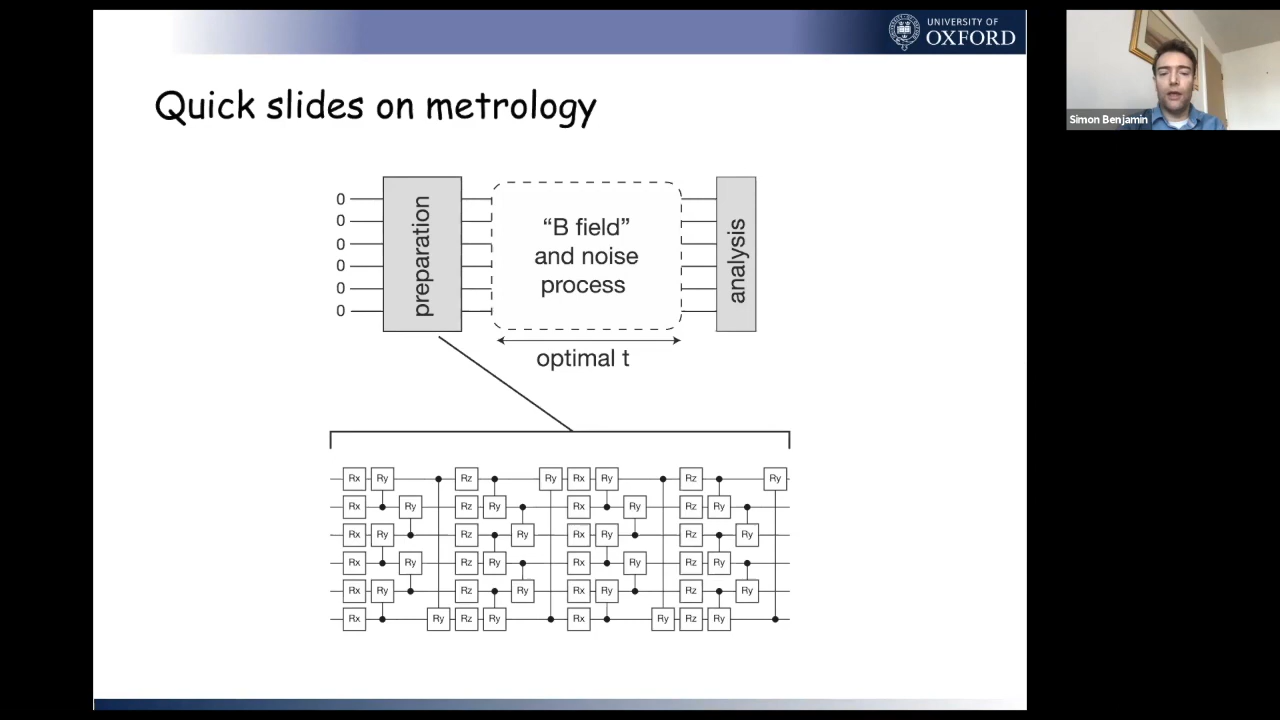 UNIVERSITY OF
OXFORD
Simon Benjamin
Quick slides on metrology
0
0
0
0
0
0
preparation
“B field”
and noise
process
analysis
optimal t
Rx Ry Rz Ry Rx Ry Rz Ry
Rx Ry Rz Ry Rx Ry Rz Ry
Rx Ry Rz Ry Rx Ry Rz Ry
Rx Ry Rz Ry Rx Ry Rz Ry
Rx Ry Rz Ry Rx Ry Rz Ry
Rx Ry Rz Ry Rx Ry Rz Ry